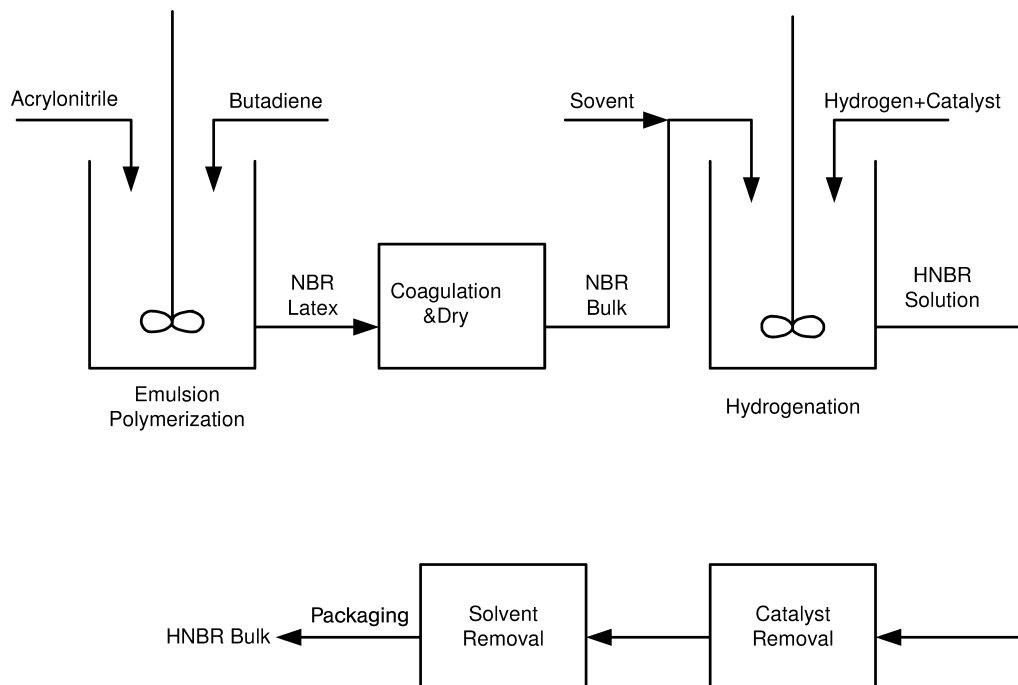 Acrylonitrile
Butadiene
Sovent
Hydrogen+Catalyst
NBR
Latex
Coagulation
&Dry
NBR
Bulk
HNBR
Solution
Emulsion
Polymerization
Hydrogenation
HNBR Bulk
Packaging
Solvent
Removal
Catalyst
Removal